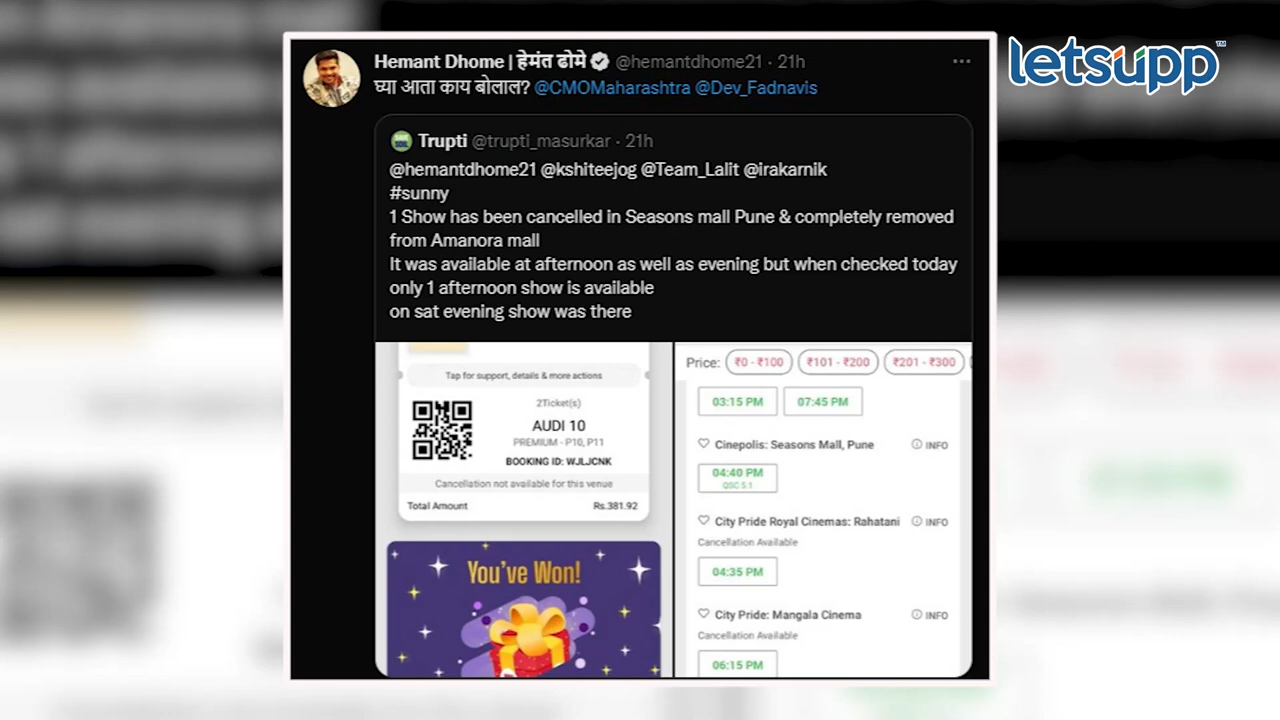 letsupp™
Hemant Dhome | हेमंत ढोमे @hemantdhome21 · 21h
घ्या आता काय बोलाल? @CMOMaharashtra @Dev_Fadnavis
Trupti @trupti_masurkar · 21h
@hemantdhome21 @kshiteejog @Team_Lalit @irakarnik
#sunny
1 Show has been cancelled in Seasons mall Pune & completely removed
from Amanora mall
It was available at afternoon as well as evening but when checked today
only 1 afternoon show is available
on sat evening show was there
Tap for support, details & more actions
2Ticket(s)
AUDI 10
PREMIUM - P10, P11
BOOKING ID: WJLJCNK
Cancellation not available for this venue
Total Amount Rs.381.92
You've Won!
Price: ₹0 - ₹100 ₹101 - ₹200 ₹201 - ₹300
03:15 PM 07:45 PM
Cinepolis: Seasons Mall, Pune INFO
04:40 PM
QSC 5.1
City Pride Royal Cinemas: Rahatani INFO
Cancellation Available
04:35 PM
City Pride: Mangala Cinema INFO
Cancellation Available
06:15 PM